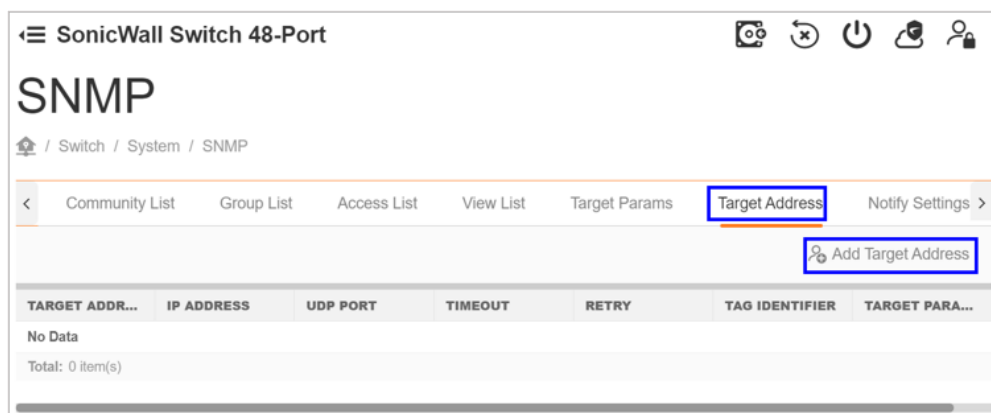 SonicWall Switch 48-Port
SNMP
/ Switch / System / SNMP
Community List Group List Access List View List Target Params Target Address Notify Settings
Add Target Address
TARGET ADDR... IP ADDRESS UDP PORT TIMEOUT RETRY TAG IDENTIFIER TARGET PARA...
No Data
Total: 0 item(s)